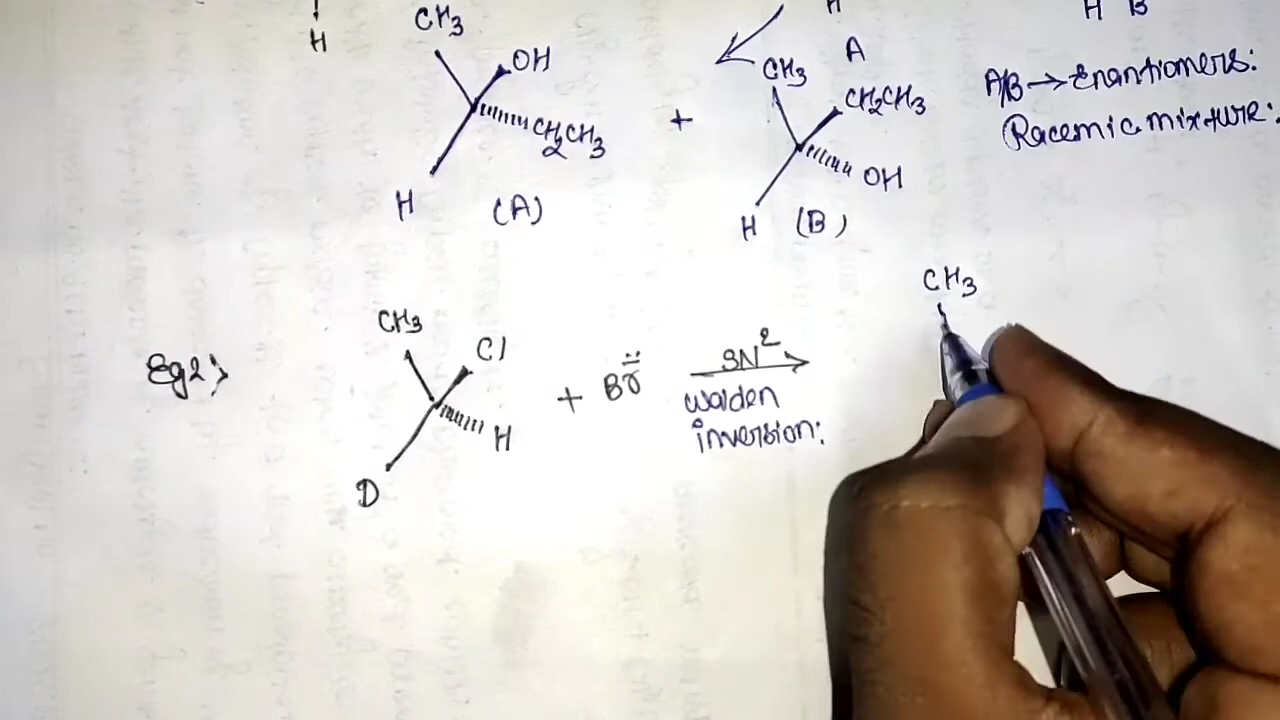 CH3
H
OH
CH2CH3
H
(A)
+
H
A
CH3
CH2CH3
OH
H
(B)
H B
A/B → Enantiomers:
Racemic mixture:
Eg2;
CH3
Cl
H
D
+ Br
SN2
walden
inversion:
CH3